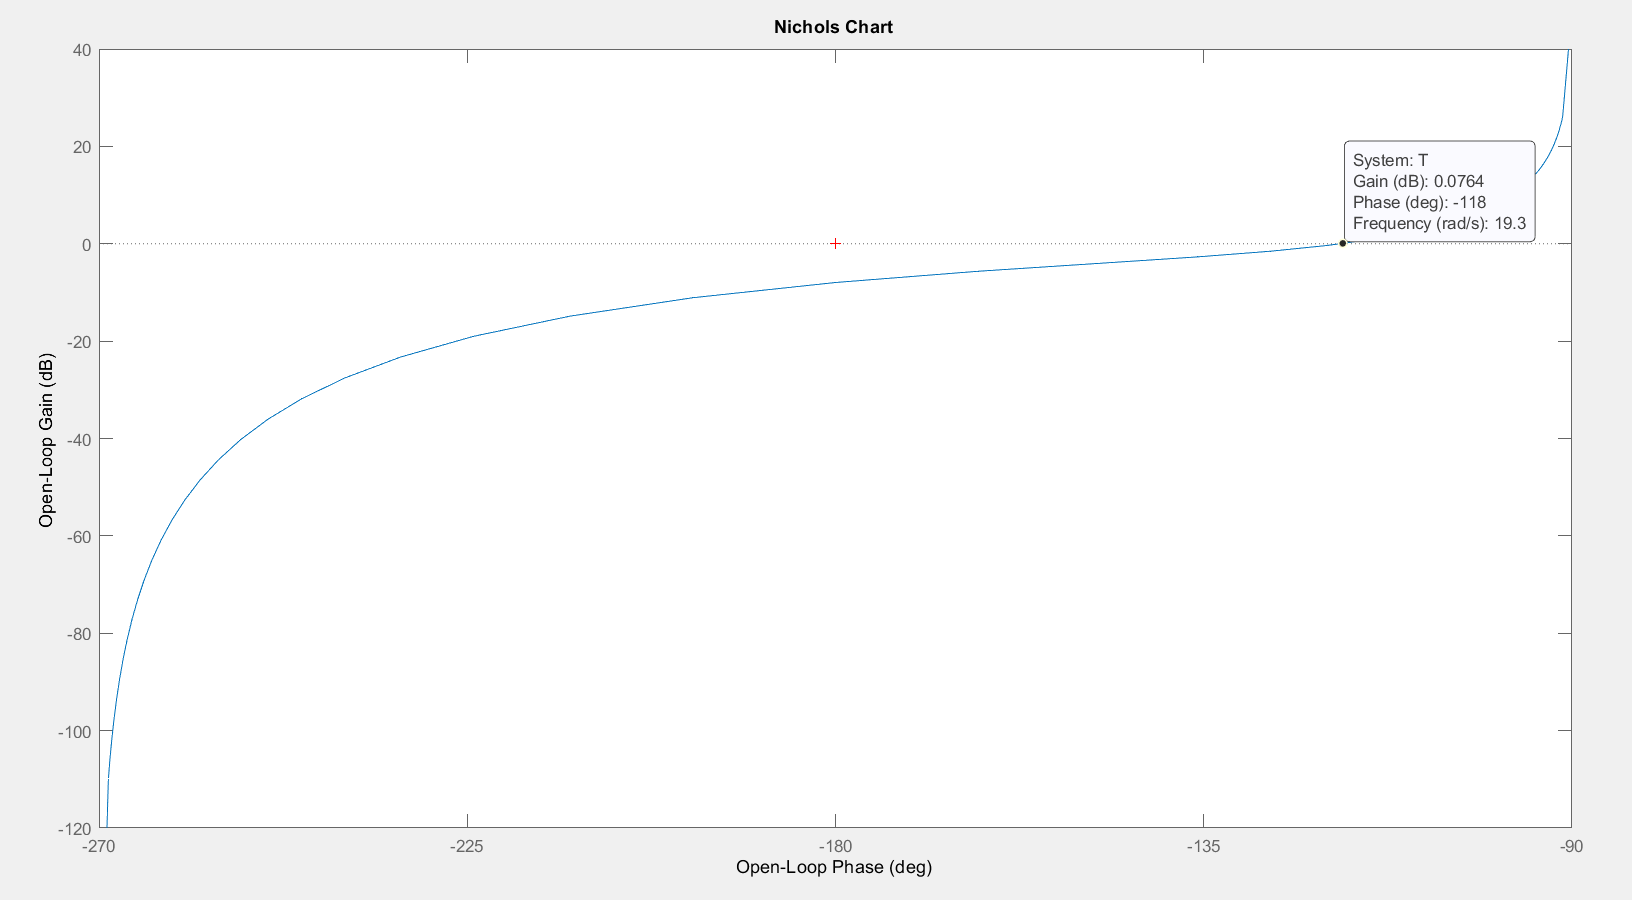 Nichols Chart
40
20
0
-20
-40
-60
-80
-100
-120
Open-Loop Gain (dB)
System: T
Gain (dB): 0.0764
Phase (deg): -118
Frequency (rad/s): 19.3
-270
-225
-180
-135
-90
Open-Loop Phase (deg)